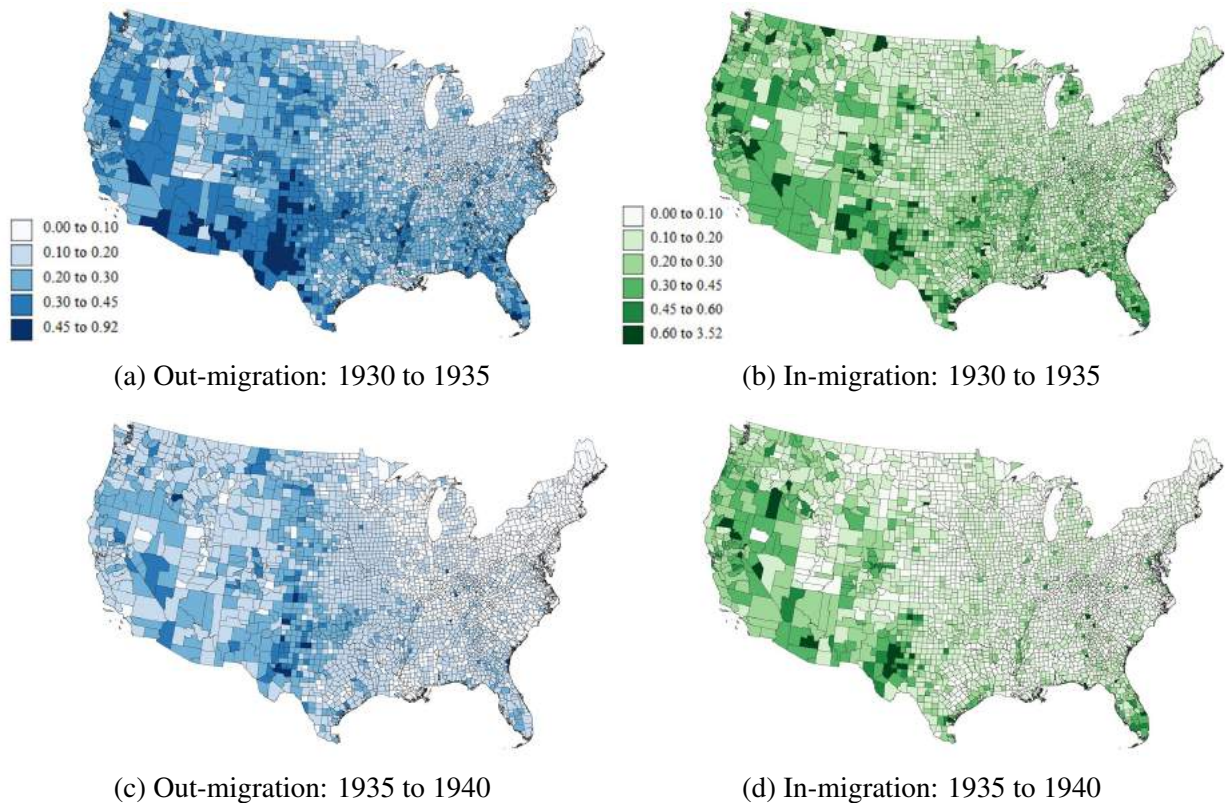 0.00 to 0.10
0.10 to 0.20
0.20 to 0.30
0.30 to 0.45
0.45 to 0.92
0.00 to 0.10
0.10 to 0.20
0.20 to 0.30
0.30 to 0.45
0.45 to 0.60
0.60 to 3.52
(a) Out-migration: 1930 to 1935
(b) In-migration: 1930 to 1935
(c) Out-migration: 1935 to 1940
(d) In-migration: 1935 to 1940